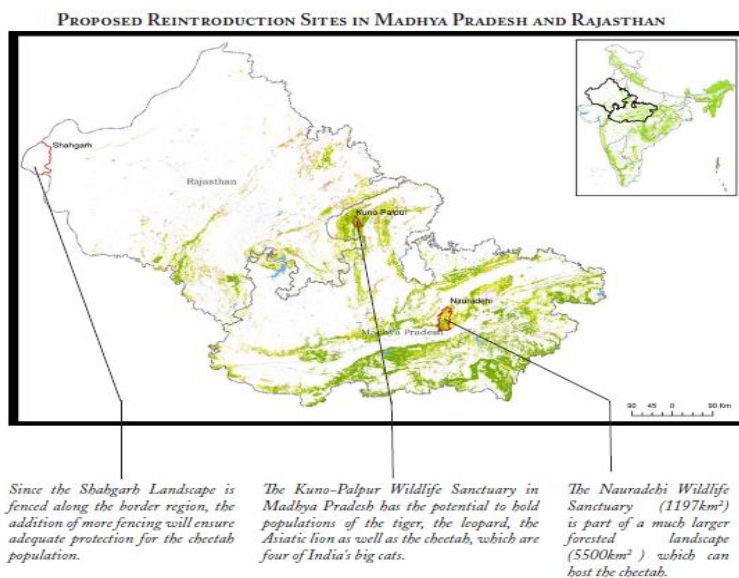 PROPOSED REINTRODUCTION SITES IN MADHYA PRADESH AND RAJASTHAN
Shahgarh
Rajasthan
Kuno-Palpur
Nauradehi
Madhya Pradesh
90 45 0 90 Km
Since the Shahgarh Landscape is
fenced along the border region, the
addition of more fencing will ensure
adequate protection for the cheetah
population.
The Kuno-Palpur Wildlife Sanctuary in
Madhya Pradesh has the potential to hold
populations of the tiger, the leopard, the
Asiatic lion as well as the cheetah, which are
four of India's big cats.
The Nauradehi Wildlife
Sanctuary (1197km²)
is part of a much larger
forested landscape
(5500km² ) which can
host the cheetah.